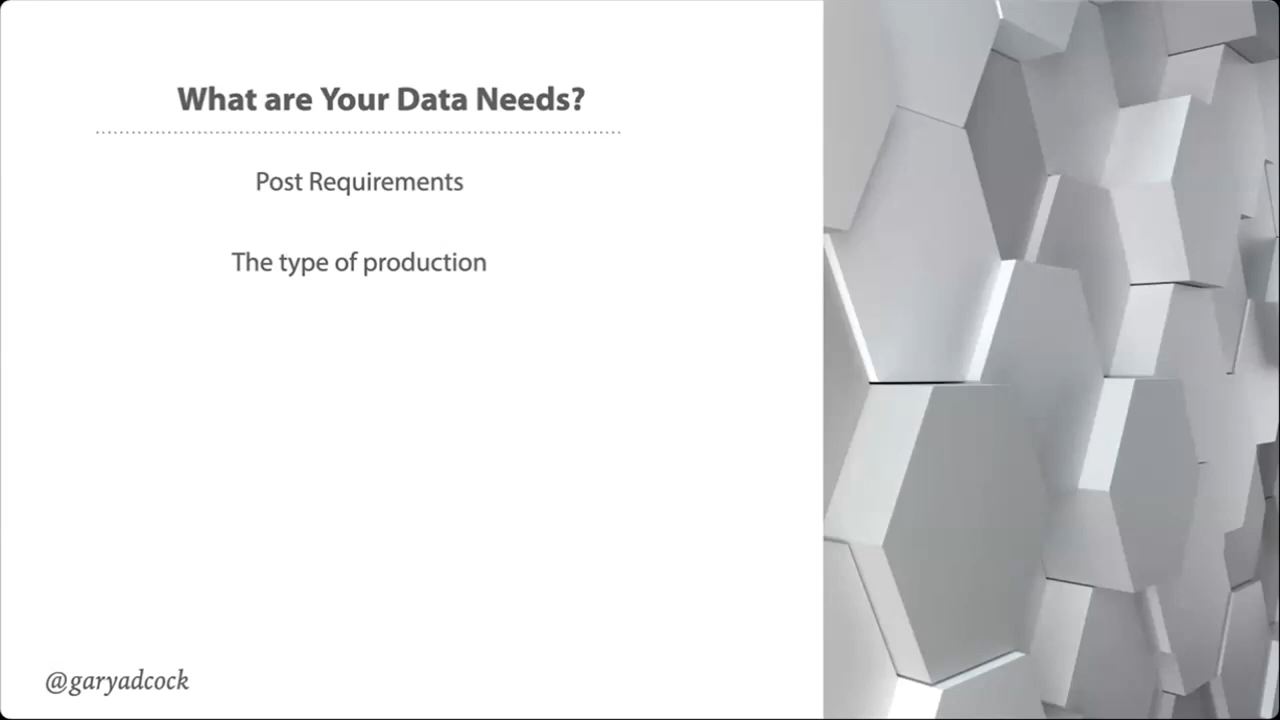 What are Your Data Needs?
Post Requirements
The type of production
@garyadcock